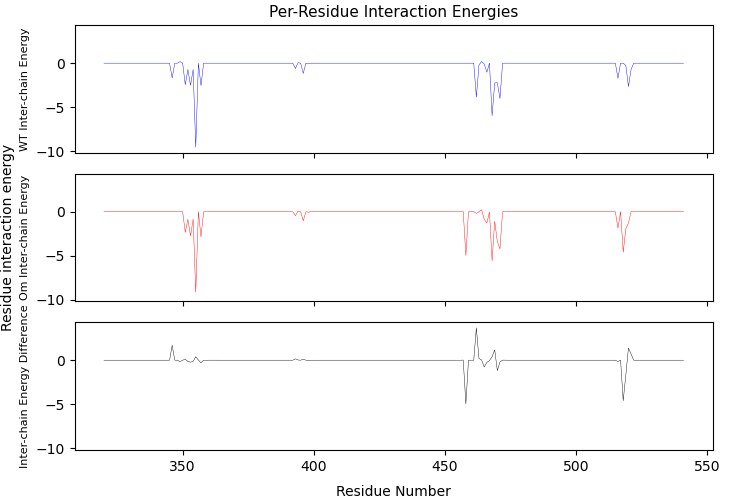 Per-Residue Interaction Energies
Residue interaction energy
WT Inter-chain Energy
0
−5
−10
Om Inter-chain Energy
0
−5
−10
Inter-chain Energy Difference
0
−5
−10
350
400
450
500
550
Residue Number